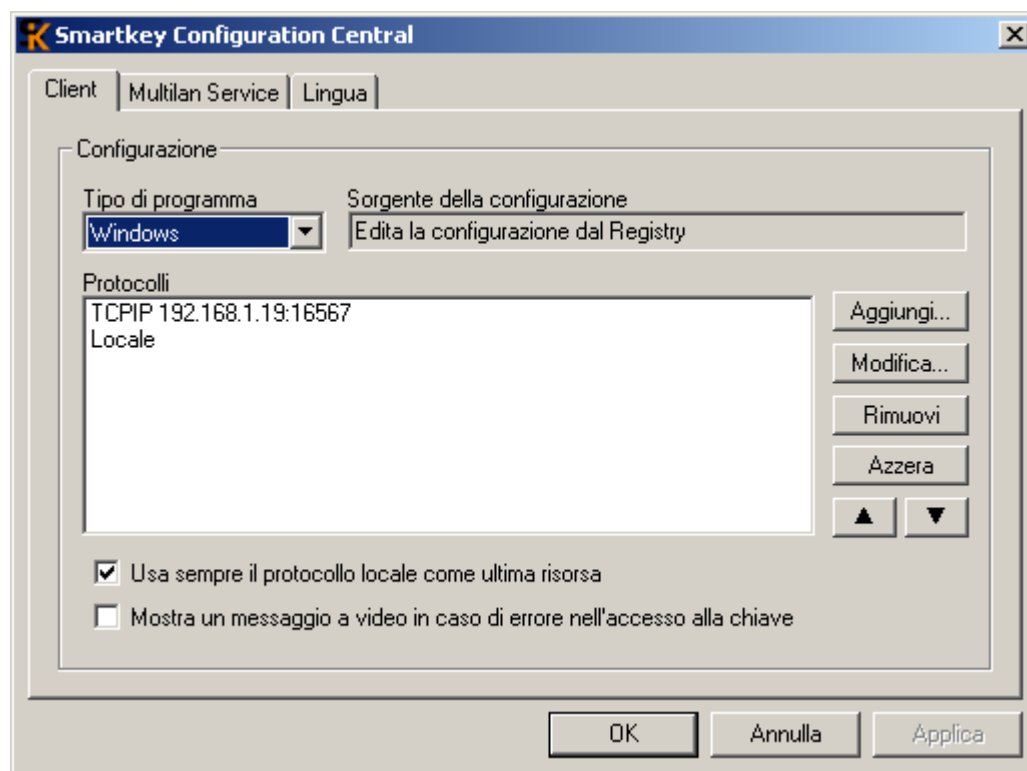 Smartkey Configuration Central
Client
Multilan Service
Lingua
Configurazione
Tipo di programma
Sorgente della configurazione
Windows
Edita la configurazione dal Registry
Protocolli
TCPIP 192.168.1.19:16567
Locale
Aggiungi...
Modifica...
Rimuovi
Azzera
Usa sempre il protocollo locale come ultima risorsa
Mostra un messaggio a video in caso di errore nell'accesso alla chiave
OK
Annulla
Applica